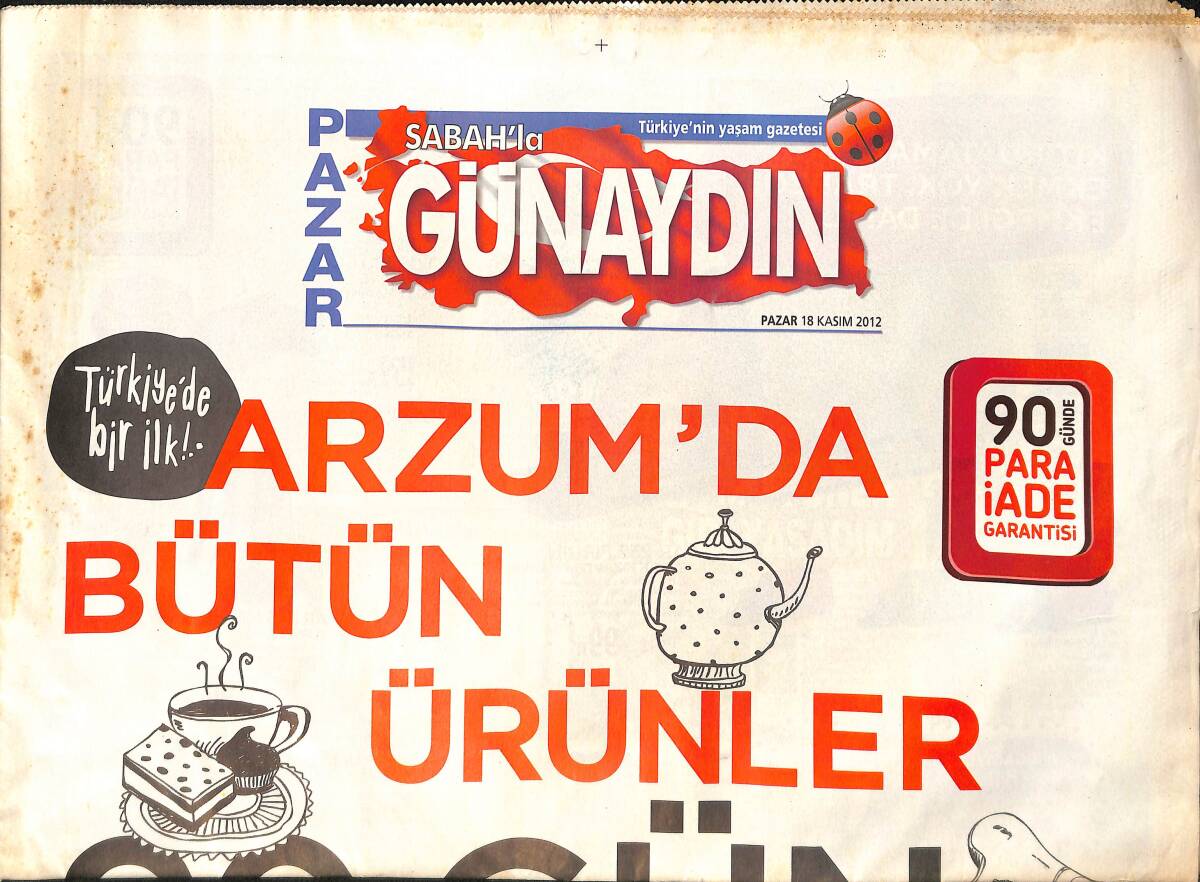 PAZAR
SABAH'la
Türkiye'nin yaşam gazetesi
GÜNAYDIN
PAZAR 18 KASIM 2012
Türkiye'de
bir ilk!..
ARZUM'DA
BÜTÜN
ÜRÜNLER
90 GÜNDE
PARA
İADE
GARANTİSİ
GÜN